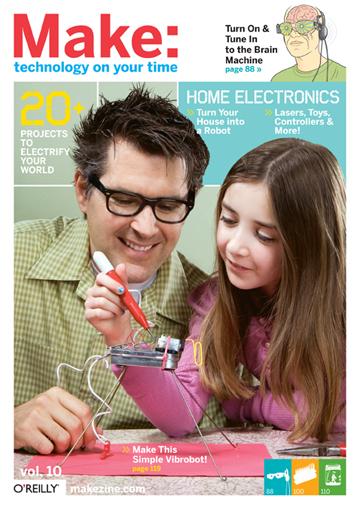 Make:
technology on your time
Turn On &
Tune In
to the Brain
Machine
page 88 »
20+
PROJECTS
TO
ELECTRIFY
YOUR
WORLD
HOME ELECTRONICS
» Turn Your
House into
a Robot
» Lasers, Toys,
Controllers &
More!
» Make This
Simple Vibrobot!
page 119
vol. 10
O'REILLY
makezine.com
88
100
110